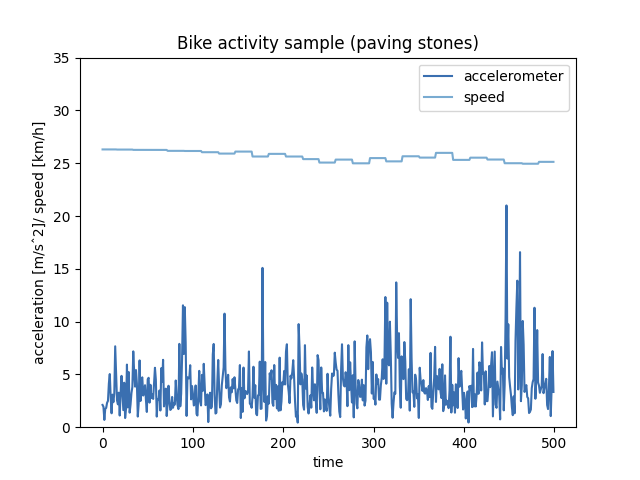 Bike activity sample (paving stones)
35
30
25
20
15
10
5
0
acceleration [m/s^2]/ speed [km/h]
accelerometer
speed
0
100
200
300
400
500
time